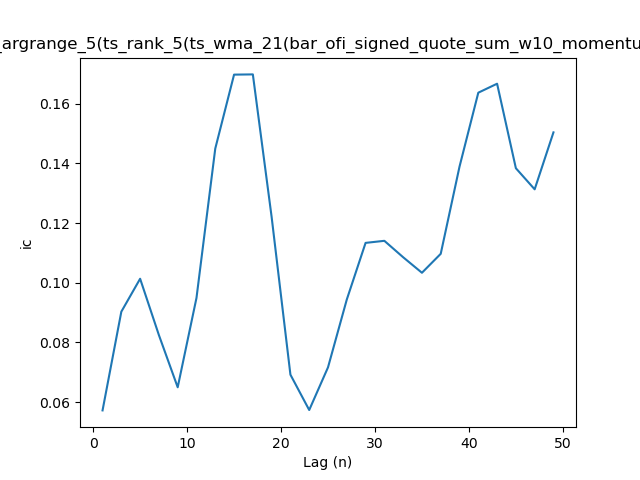 _argrange_5(ts_rank_5(ts_wma_21(bar_ofi_signed_quote_sum_w10_momentu
0.16
0.14
0.12
0.10
0.08
0.06
ic
0 10 20 30 40 50
Lag (n)